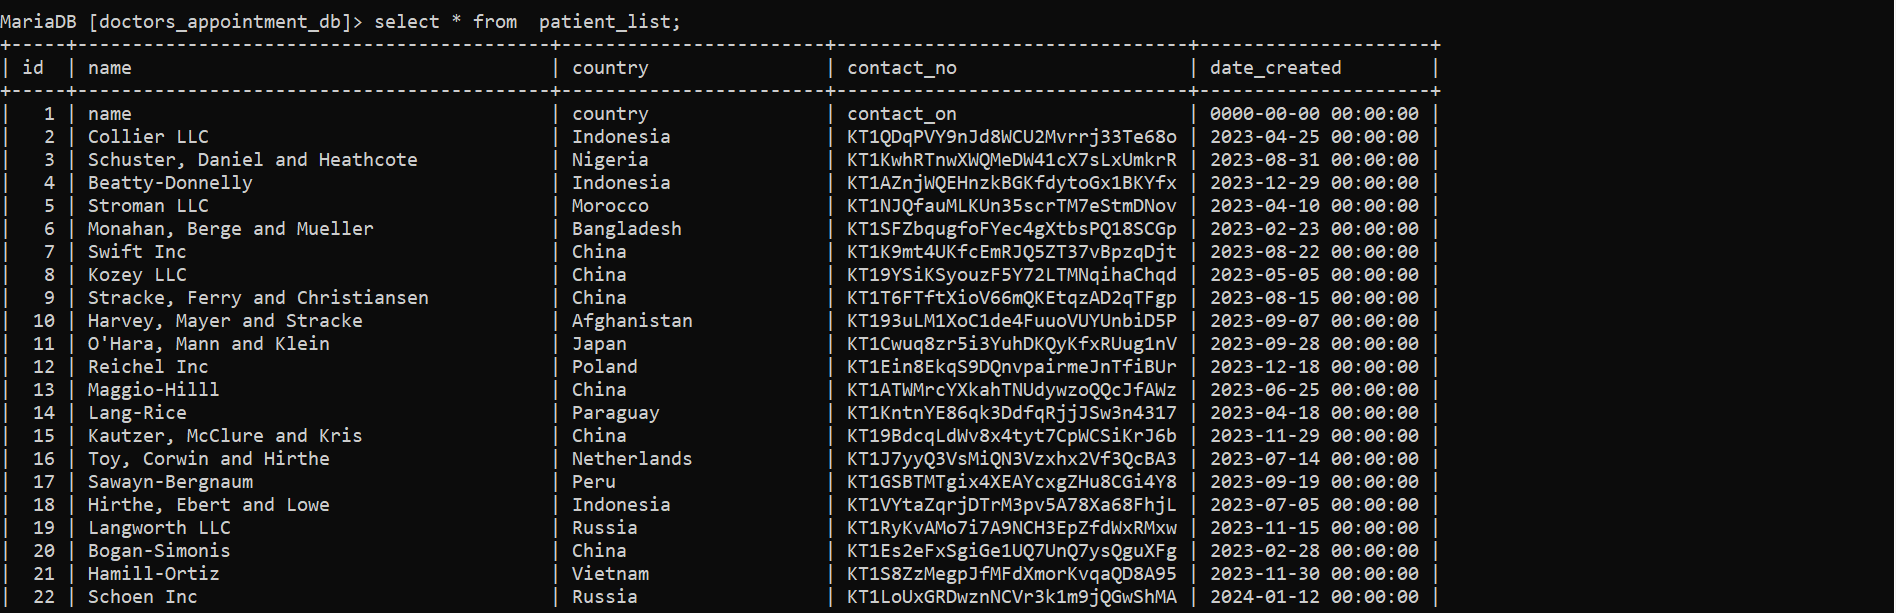 MariaDB [doctors_appointment_db]> select * from  patient_list;
+-----+-------------------------------------------+------------------------+--------------------------------+---------------------+
| id  | name                                      | country                | contact_no                     | date_created        |
+-----+-------------------------------------------+------------------------+--------------------------------+---------------------+
|   1 | name                                      | country                | contact_on                     | 0000-00-00 00:00:00 |
|   2 | Collier LLC                               | Indonesia              | KT1QDqPVY9nJd8WCU2Mvrrj33Te68o | 2023-04-25 00:00:00 |
|   3 | Schuster, Daniel and Heathcote            | Nigeria                | KT1KwhRTnwXWQMeDW41cX7sLxUmkrR | 2023-08-31 00:00:00 |
|   4 | Beatty-Donnelly                           | Indonesia              | KT1AZnjWQEHnzkBGKfdytoGx1BKYfx | 2023-12-29 00:00:00 |
|   5 | Stroman LLC                               | Morocco                | KT1NJQfauMLKUn35scrTM7eStmDNov | 2023-04-10 00:00:00 |
|   6 | Monahan, Berge and Mueller                | Bangladesh             | KT1SFZbqugfoFYec4gXtbsPQ18SCGp | 2023-02-23 00:00:00 |
|   7 | Swift Inc                                 | China                  | KT1K9mt4UKfcEmRJQ5ZT37vBpzqDjt | 2023-08-22 00:00:00 |
|   8 | Kozey LLC                                 | China                  | KT19YSiKSyouzF5Y72LTMNqihaChqd | 2023-05-05 00:00:00 |
|   9 | Stracke, Ferry and Christiansen           | China                  | KT1T6FTftXioV66mQKEtqzAD2qTFgp | 2023-08-15 00:00:00 |
|  10 | Harvey, Mayer and Stracke                 | Afghanistan            | KT193uLM1XoC1de4FuuoVUYUnbiD5P | 2023-09-07 00:00:00 |
|  11 | O'Hara, Mann and Klein                    | Japan                  | KT1Cwuq8zr5i3YuhDKQyKfxRUug1nV | 2023-09-28 00:00:00 |
|  12 | Reichel Inc                               | Poland                 | KT1Ein8EkqS9DQnvpairmeJnTfiBUr | 2023-12-18 00:00:00 |
|  13 | Maggio-Hilll                              | China                  | KT1ATWMrcYXkahTNUdywzoQQcJfAWz | 2023-06-25 00:00:00 |
|  14 | Lang-Rice                                 | Paraguay               | KT1KntnYE86qk3DdfqRjjJSw3n4317 | 2023-04-18 00:00:00 |
|  15 | Kautzer, McClure and Kris                 | China                  | KT19BdcqLdWv8x4tyt7CpWCSiKrJ6b | 2023-11-29 00:00:00 |
|  16 | Toy, Corwin and Hirthe                    | Netherlands            | KT1J7yyQ3VsMiQN3Vzxhx2Vf3QcBA3 | 2023-07-14 00:00:00 |
|  17 | Sawayn-Bergnaum                           | Peru                   | KT1GSBTMTgix4XEAYcxgZHu8CGi4Y8 | 2023-09-19 00:00:00 |
|  18 | Hirthe, Ebert and Lowe                    | Indonesia              | KT1VYtaZqrjDTrM3pv5A78Xa68FhjL | 2023-07-05 00:00:00 |
|  19 | Langworth LLC                             | Russia                 | KT1RyKvAMo7i7A9NCH3EpZfdWxRMxw | 2023-11-15 00:00:00 |
|  20 | Bogan-Simonis                             | China                  | KT1Es2eFxSgiGe1UQ7UnQ7ysQguXFg | 2023-02-28 00:00:00 |
|  21 | Hamill-Ortiz                              | Vietnam                | KT1S8ZzMegpJfMFdXmorKvqaQD8A95 | 2023-11-30 00:00:00 |
|  22 | Schoen Inc                                | Russia                 | KT1LoUxGRDwznNCVr3k1m9jQGwShMA | 2024-01-12 00:00:00 |